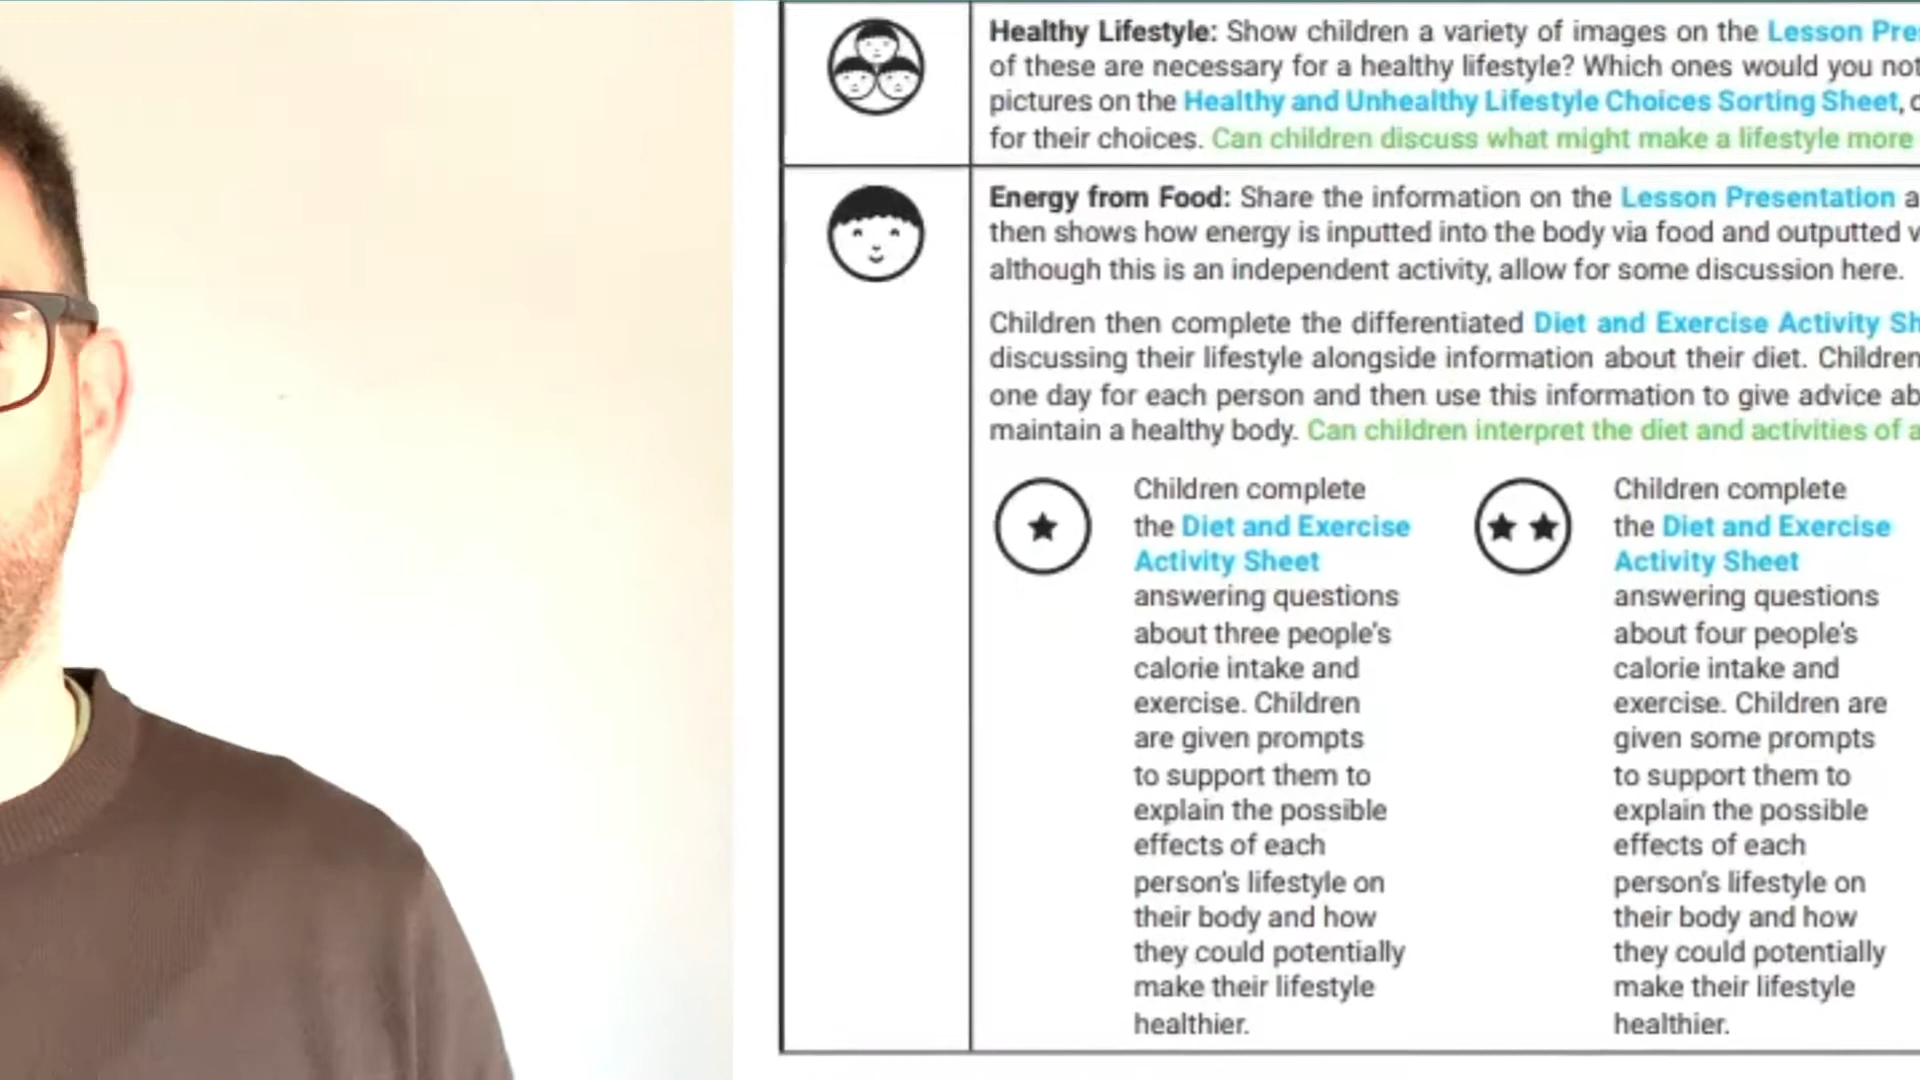 Healthy Lifestyle: Show children a variety of images on the Lesson Pre
of these are necessary for a healthy lifestyle? Which ones would you not
pictures on the Healthy and Unhealthy Lifestyle Choices Sorting Sheet,
for their choices. Can children discuss what might make a lifestyle more
Energy from Food: Share the information on the Lesson Presentation a
then shows how energy is inputted into the body via food and outputted v
although this is an independent activity, allow for some discussion here.
Children then complete the differentiated Diet and Exercise Activity Sh
discussing their lifestyle alongside information about their diet. Children
one day for each person and then use this information to give advice ab
maintain a healthy body. Can children interpret the diet and activities of a
Children complete
the Diet and Exercise
Activity Sheet
answering questions
about three people's
calorie intake and
exercise. Children
are given prompts
to support them to
explain the possible
effects of each
person's lifestyle on
their body and how
they could potentially
make their lifestyle
healthier.
Children complete
the Diet and Exercise
Activity Sheet
answering questions
about four people's
calorie intake and
exercise. Children are
given some prompts
to support them to
explain the possible
effects of each
person's lifestyle on
their body and how
they could potentially
make their lifestyle
healthier.